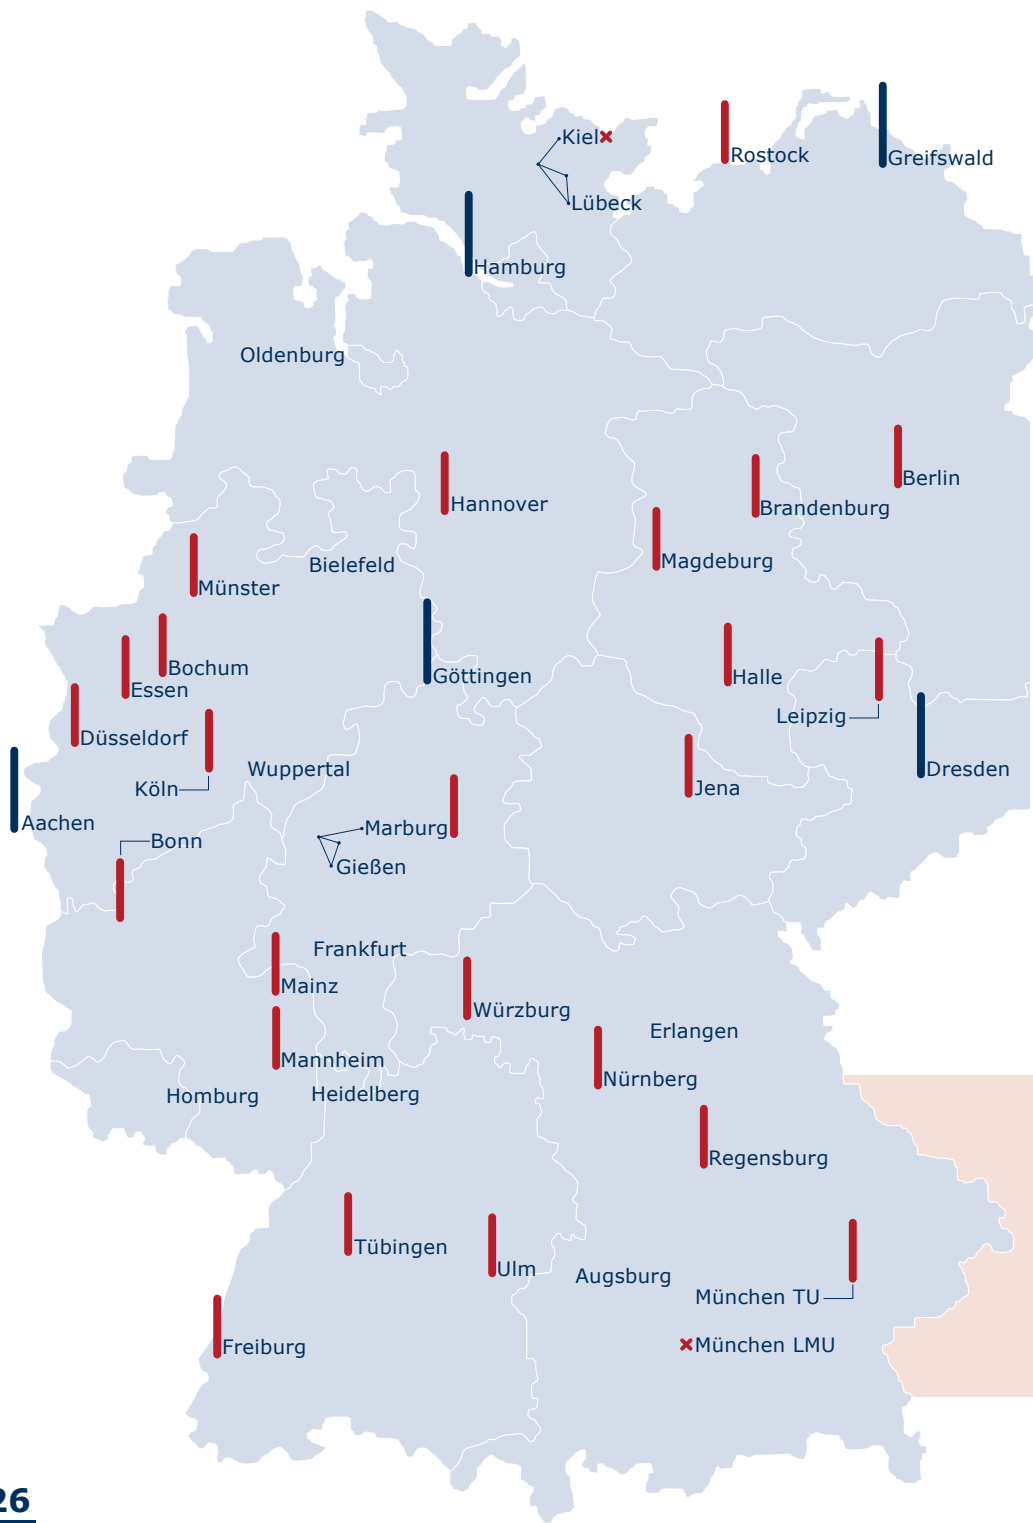 Kiel
Rostock
Greifswald
Lübeck
Hamburg
Oldenburg
Berlin
Hannover
Brandenburg
Magdeburg
Bielefeld
Münster
Bochum
Göttingen
Halle
Essen
Leipzig
Düsseldorf
Wuppertal
Dresden
Köln
Jena
Aachen
Marburg
Bonn
Gießen
Frankfurt
Mainz
Würzburg
Erlangen
Mannheim
Nürnberg
Homburg
Heidelberg
Regensburg
Tübingen
Ulm
Augsburg
München TU
München LMU
Freiburg
26